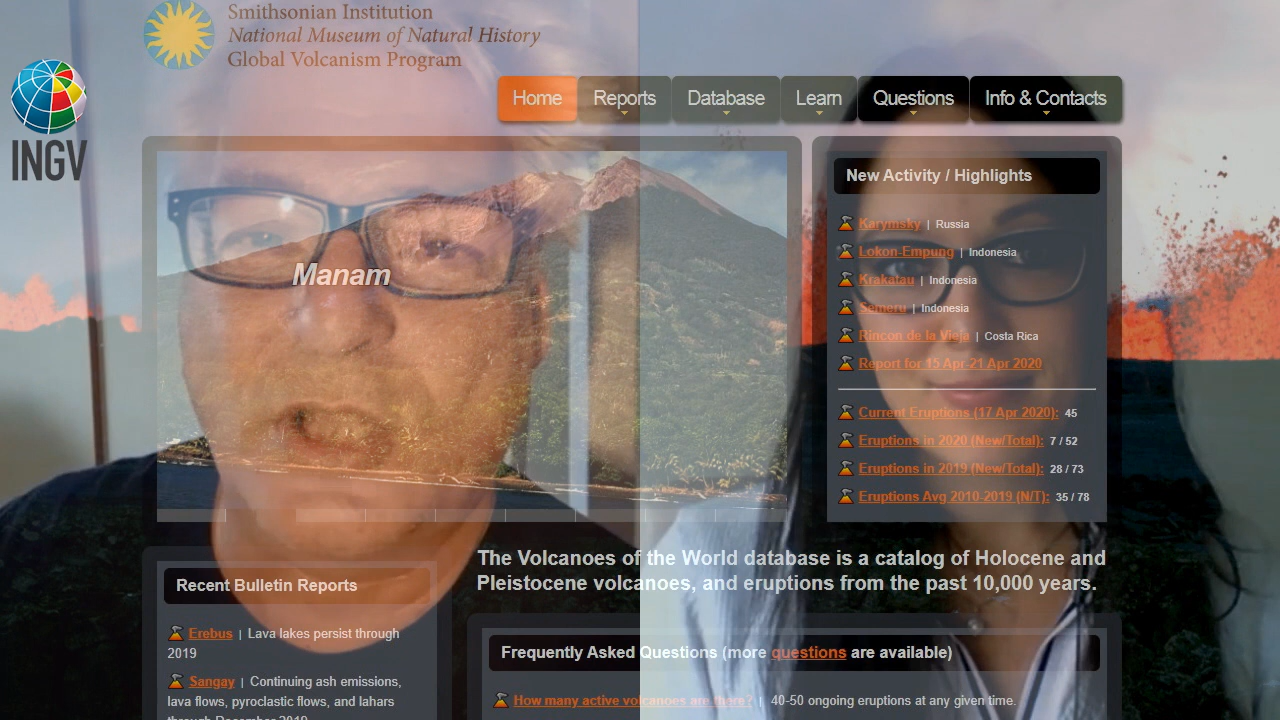 Smithsonian Institution
National Museum of Natural History
Global Volcanism Program
INGV
Home Reports Database Learn Questions Info & Contacts
Manam
New Activity / Highlights
Karymsky | Russia
Lokon-Empung | Indonesia
Krakatau | Indonesia
Semeru | Indonesia
Rincon de la Vieja | Costa Rica
Report for 15 Apr-21 Apr 2020
Current Eruptions (17 Apr 2020): 45
Eruptions in 2020 (New/Total): 7 / 52
Eruptions in 2019 (New/Total): 28 / 73
Eruptions Avg 2010-2019 (N/T): 35 / 78
The Volcanoes of the World database is a catalog of Holocene and
Pleistocene volcanoes, and eruptions from the past 10,000 years.
Recent Bulletin Reports
Erebus | Lava lakes persist through
2019
Sangay | Continuing ash emissions,
lava flows, pyroclastic flows, and lahars
through December 2019
Frequently Asked Questions (more questions are available)
How many active volcanoes are there? | 40-50 ongoing eruptions at any given time.